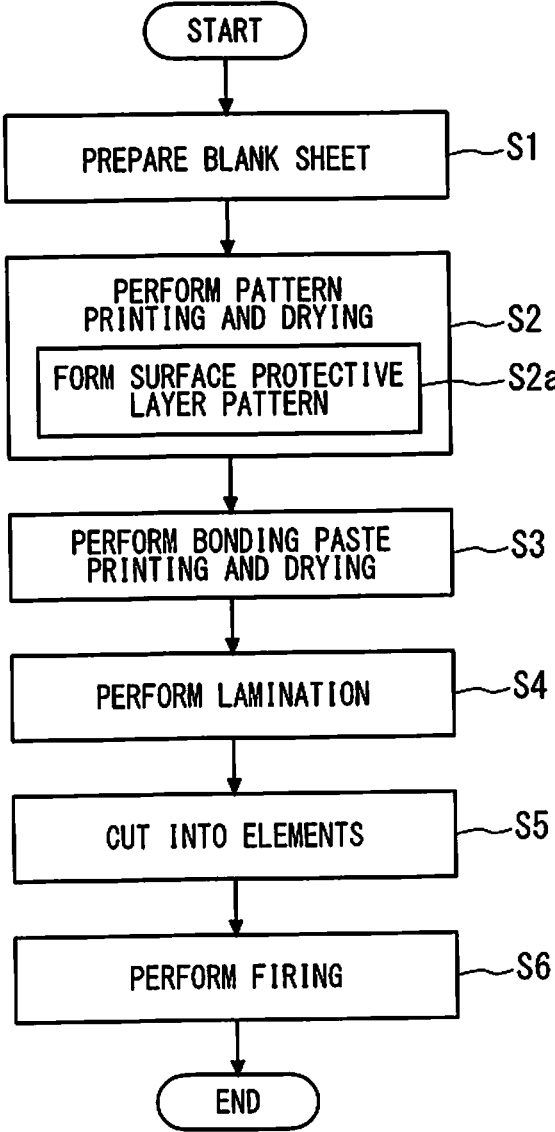 START
PREPARE BLANK SHEET
S1
PERFORM PATTERN
PRINTING AND DRYING
S2
FORM SURFACE PROTECTIVE
LAYER PATTERN
S2a
PERFORM BONDING PASTE
PRINTING AND DRYING
S3
PERFORM LAMINATION
S4
CUT INTO ELEMENTS
S5
PERFORM FIRING
S6
END